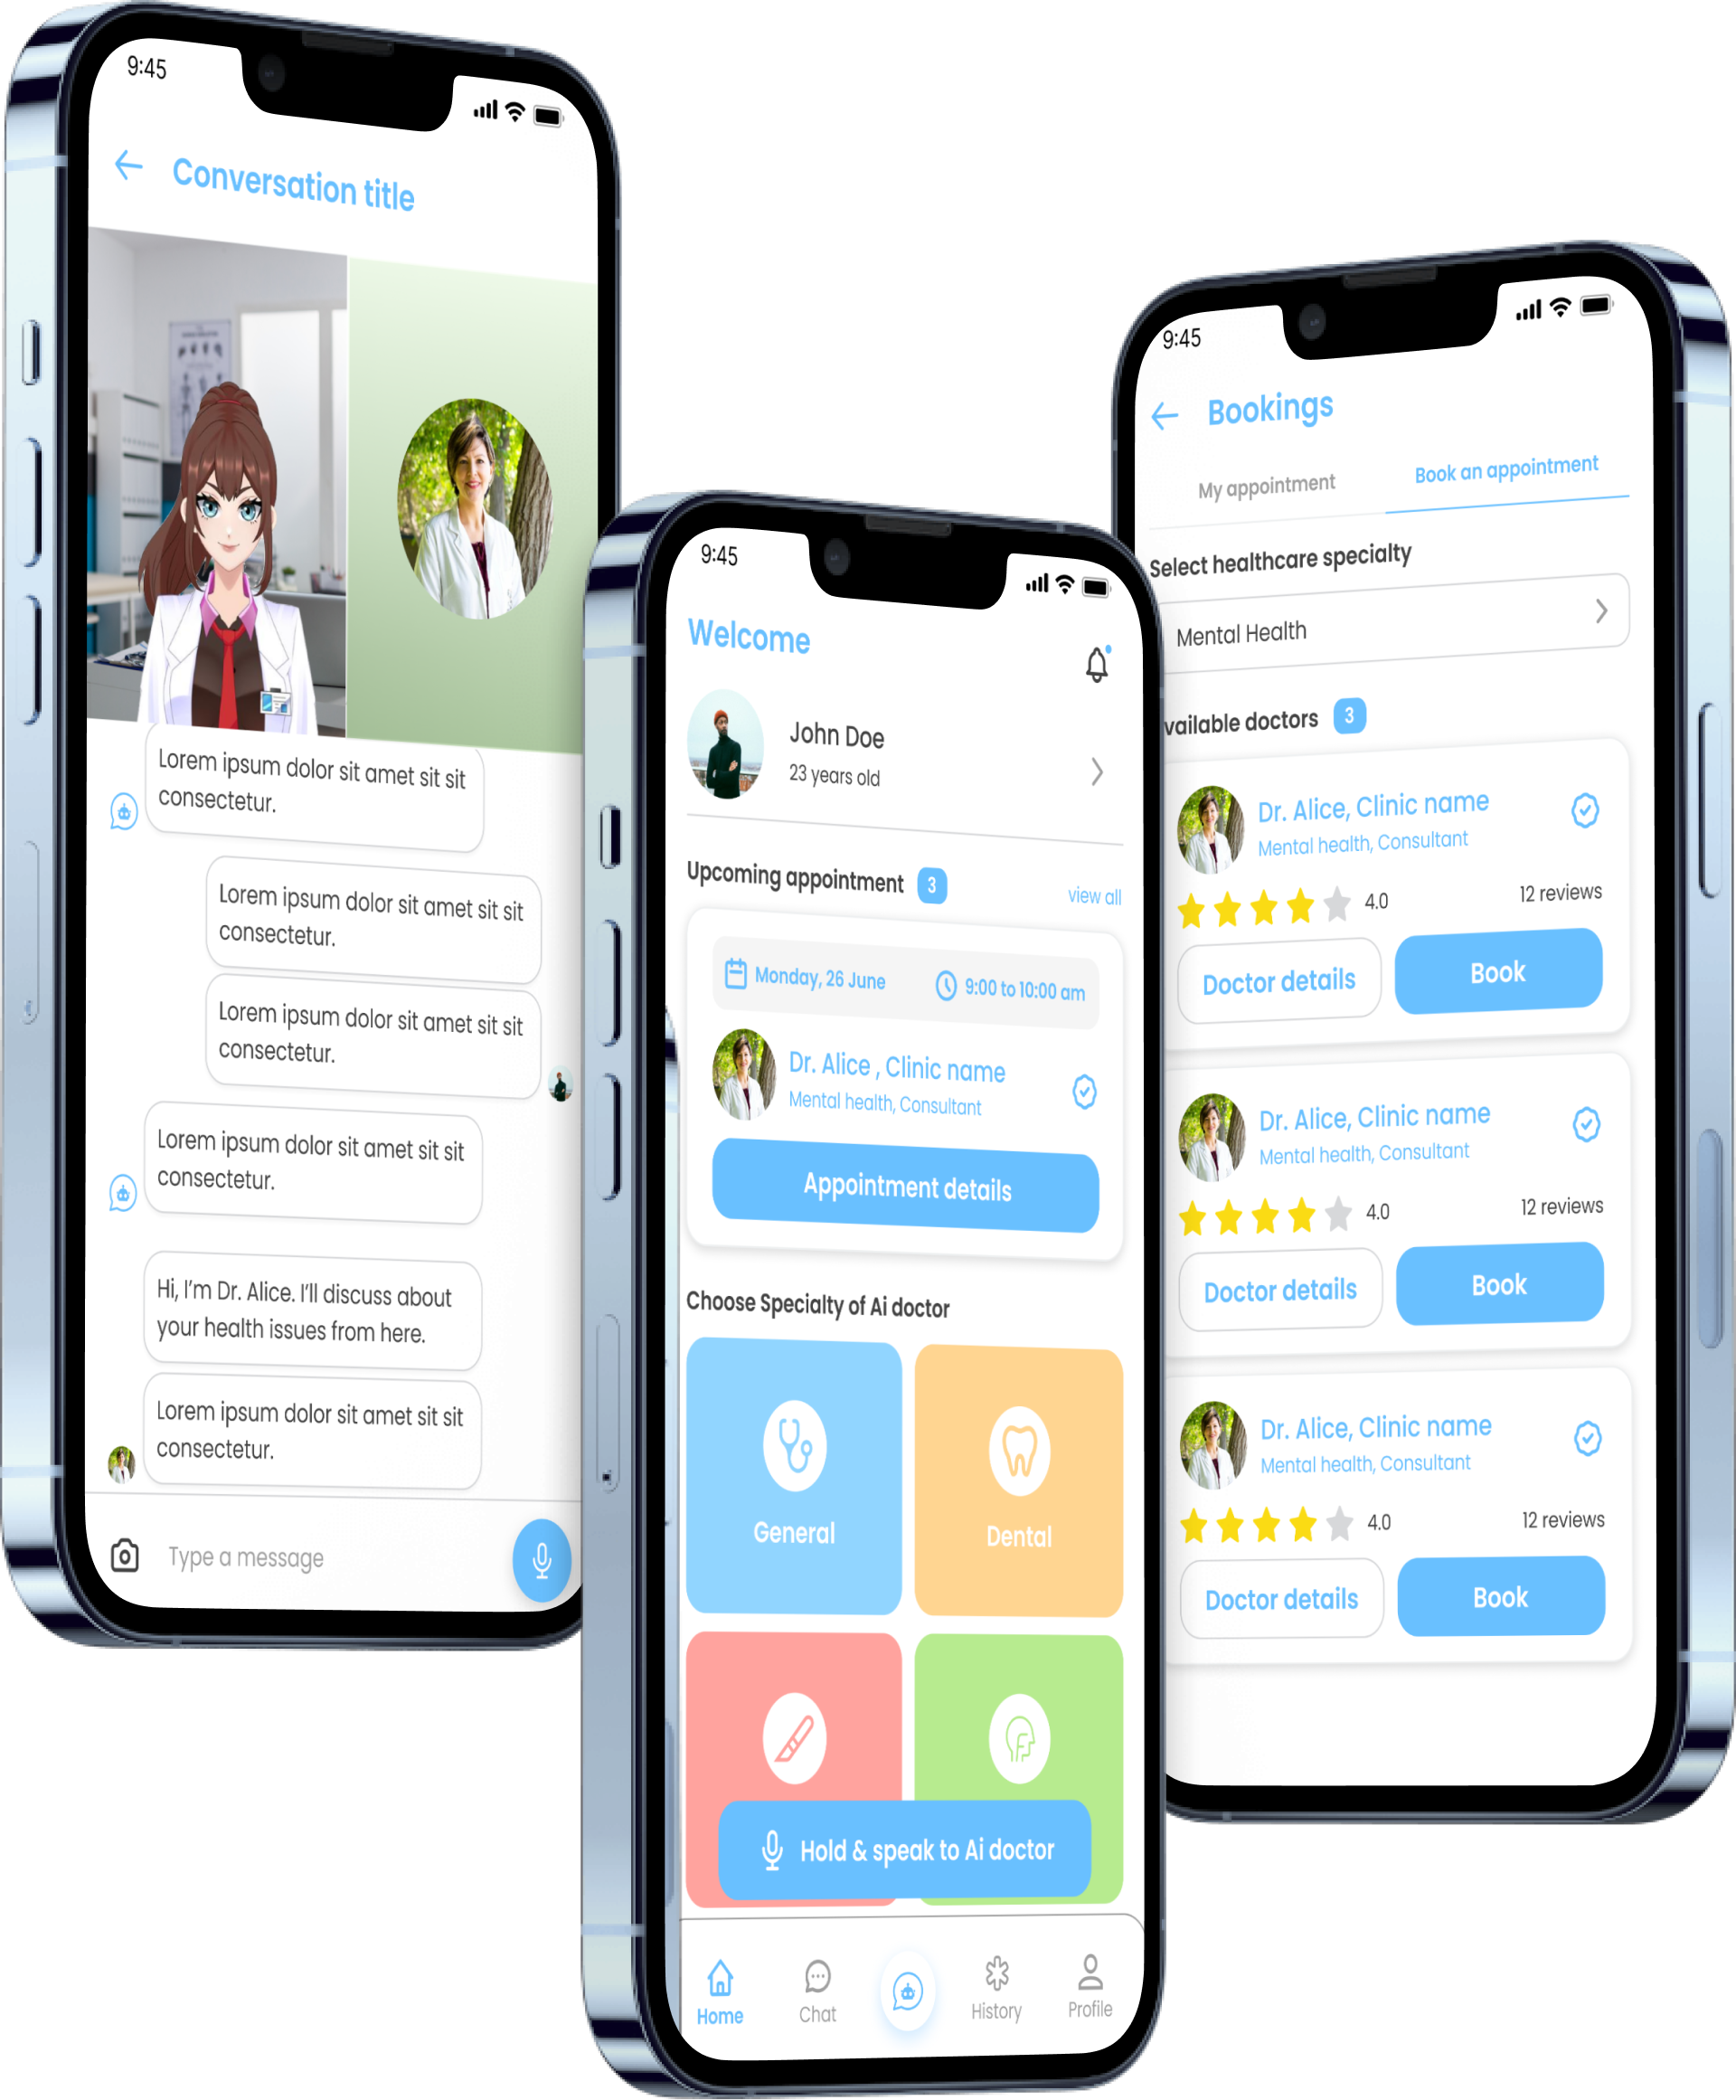 9:45
Conversation title
Lorem ipsum dolor sit amet sit sit
consectetur.
Lorem ipsum dolor sit amet sit sit
consectetur.
Lorem ipsum dolor sit amet sit sit
consectetur.
Lorem ipsum dolor sit amet sit sit
consectetur.
Hi, I'm Dr. Alice. I'll discuss about
your health issues from here.
Lorem ipsum dolor sit amet sit sit
consectetur.
Type a message
9:45
Welcome
John Doe
23 years old
Upcoming appointment 3 view all
Monday, 26 June 9:00 to 10:00 am
Dr. Alice , Clinic name
Mental health, Consultant
Appointment details
Choose Specialty of Ai doctor
General Dental
Hold & speak to Ai doctor
Home Chat History Profile
9:45
Bookings
My appointment Book an appointment
Select healthcare specialty
Mental Health
vailable doctors 3
Dr. Alice, Clinic name
Mental health, Consultant
4.0 12 reviews
Doctor details Book
Dr. Alice, Clinic name
Mental health, Consultant
4.0 12 reviews
Doctor details Book
Dr. Alice, Clinic name
Mental health, Consultant
4.0 12 reviews
Doctor details Book